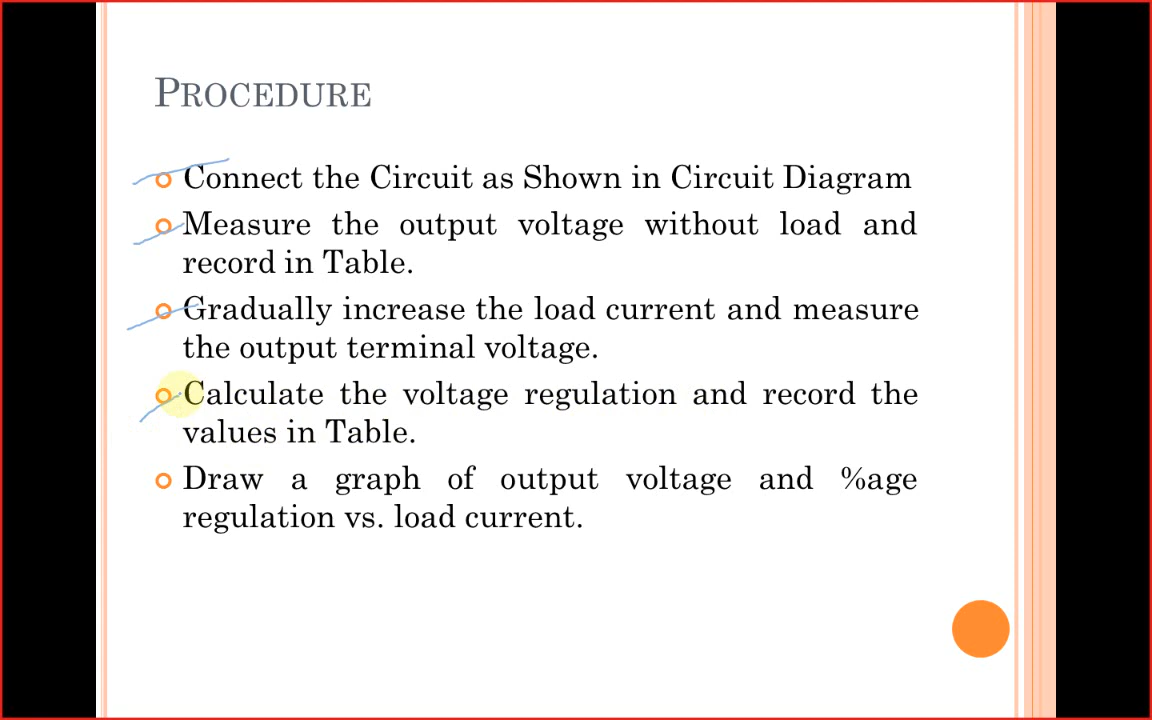 PROCEDURE
Connect the Circuit as Shown in Circuit Diagram
Measure the output voltage without load and
record in Table.
Gradually increase the load current and measure
the output terminal voltage.
Calculate the voltage regulation and record the
values in Table.
Draw a graph of output voltage and %age
regulation vs. load current.